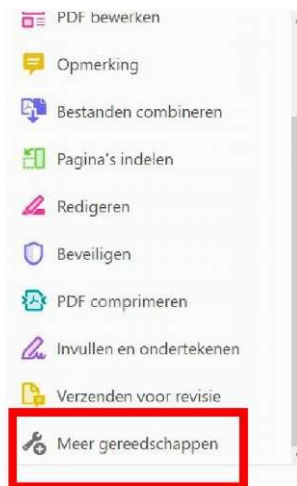 PDF bewerken
Opmerking
Bestanden combineren
Pagina's indelen
Redigeren
Beveiligen
PDF comprimeren
Invullen en ondertekenen
Verzenden voor revisie
Meer gereedschappen